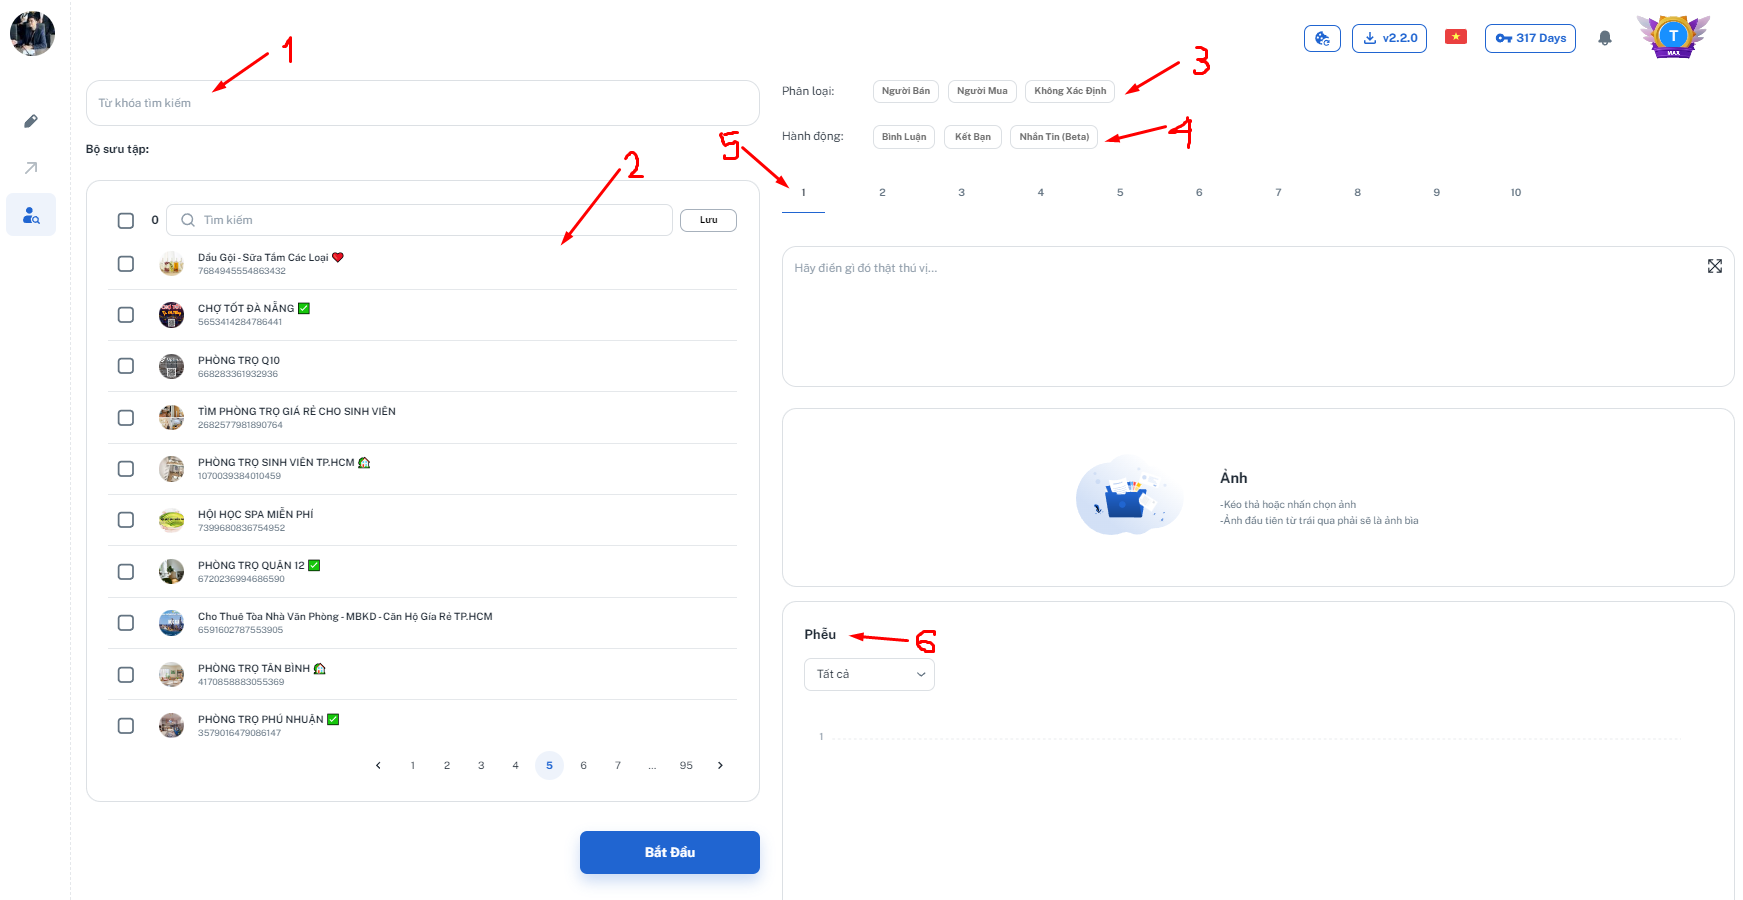 v2.2.0
317 Days
T
MAX
1
Từ khóa tìm kiếm
Bộ sưu tập:
2
0
Tìm kiếm
Lưu
Dầu Gội - Sữa Tắm Các Loại ❤️
7684945554863432
CHỢ TỐT ĐÀ NẴNG ✅
5653414284786441
PHÒNG TRỌ Q10
668283361932936
TÌM PHÒNG TRỌ GIÁ RẺ CHO SINH VIÊN
2682577981890764
PHÒNG TRỌ SINH VIÊN TP.HCM 🏡
1070039384010459
HỘI HỌC SPA MIỄN PHÍ
7399680836754952
PHÒNG TRỌ QUẬN 12 ✅
6720236994686590
Cho Thuê Tòa Nhà Văn Phòng - MBKD - Căn Hộ Gía Rẻ TP.HCM
6591602787553905
PHÒNG TRỌ TÂN BÌNH 🏡
4170858883055369
PHÒNG TRỌ PHÚ NHUẬN ✅
3579016479086147
1 2 3 4 5 6 7 ... 95
Bắt Đầu
Phân loại: Người Bán Người Mua Không Xác Định
3
Hành động: Bình Luận Kết Bạn Nhắn Tin (Beta)
4
5
1 2 3 4 5 6 7 8 9 10
Hãy điền gì đó thật thú vị...
Ảnh
-Kéo thả hoặc nhấn chọn ảnh
-Ảnh đầu tiên từ trái qua phải sẽ là ảnh bìa
Phễu
6
Tất cả
1